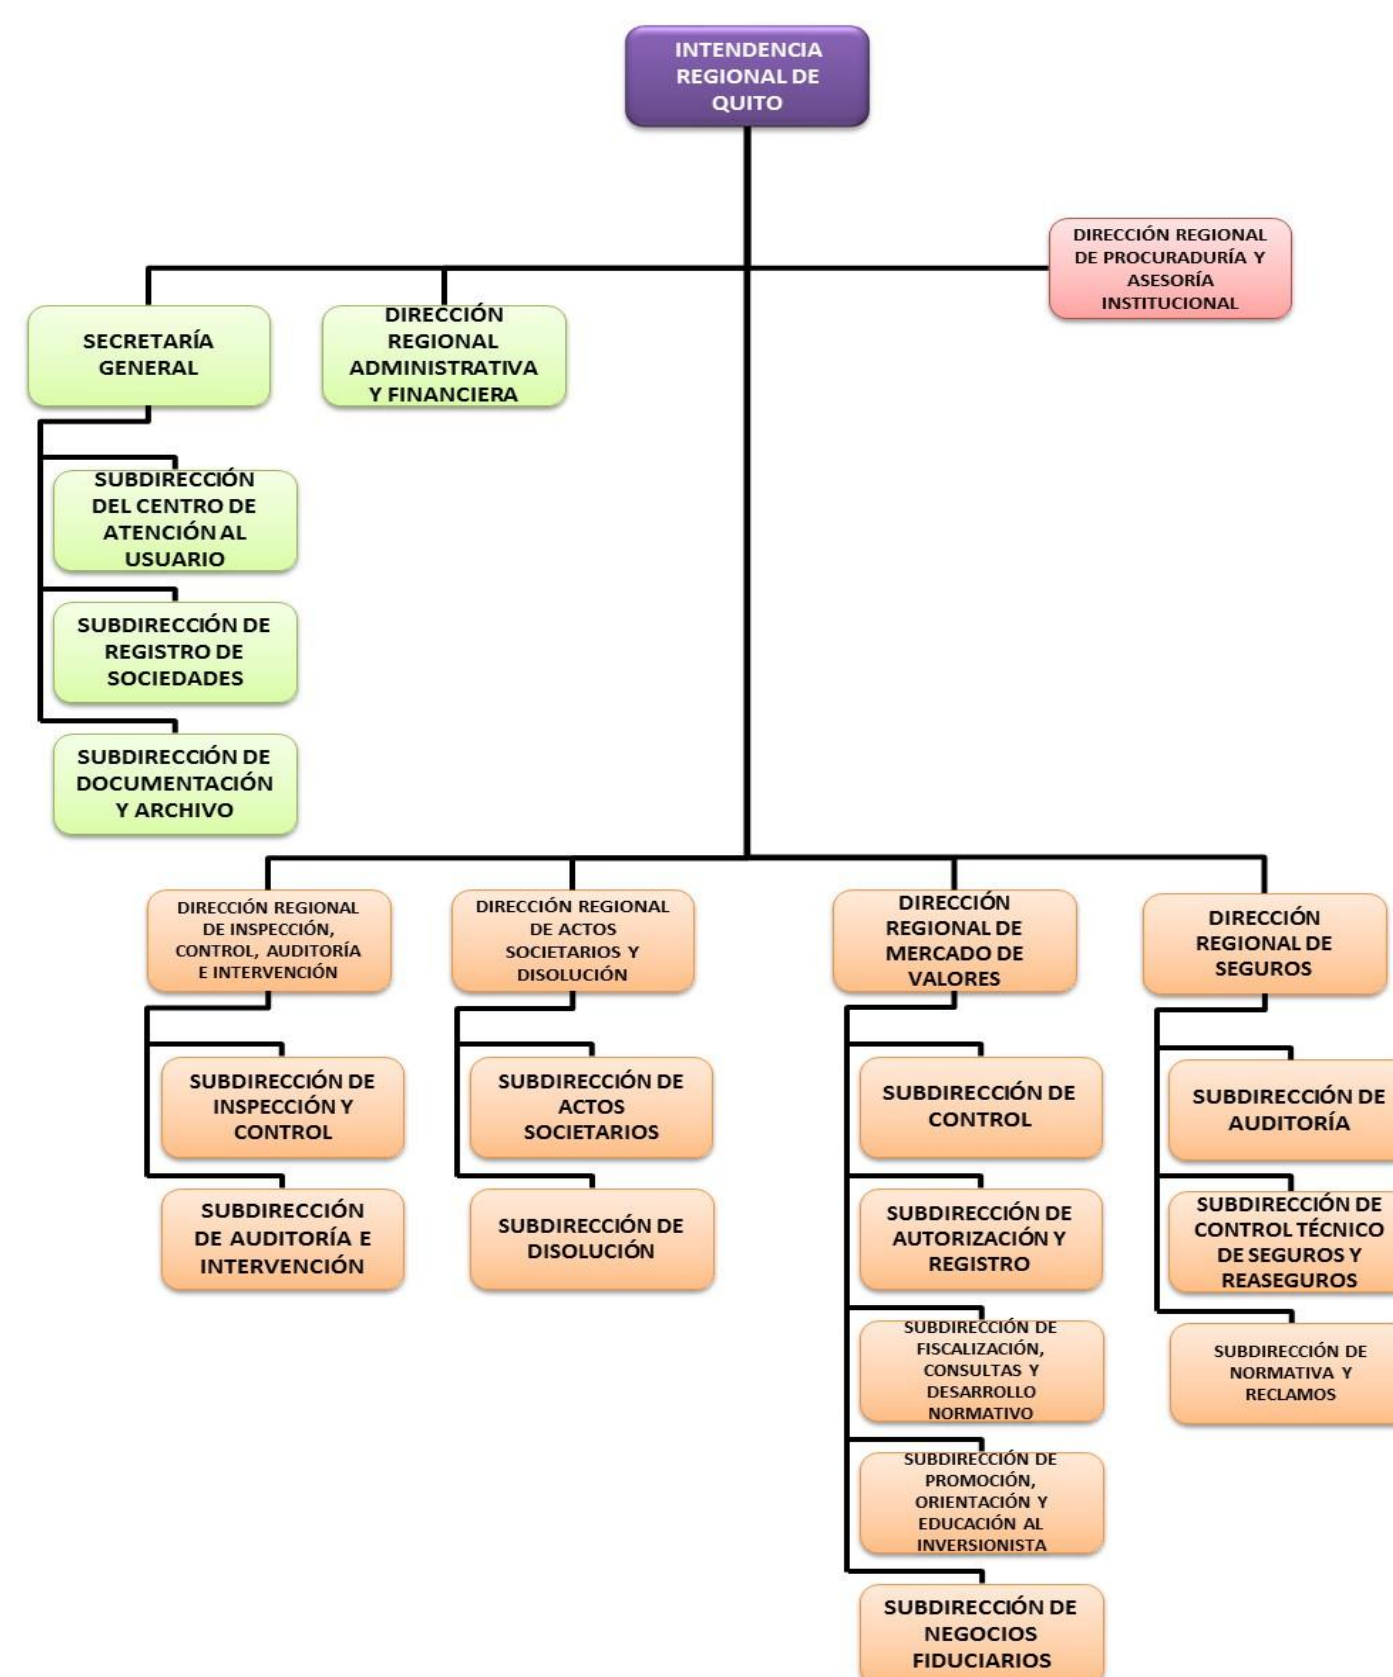 INTENDENCIA
REGIONAL DE
QUITO
DIRECCIÓN REGIONAL
DE PROCURADURÍA Y
ASESORÍA
INSTITUCIONAL
SECRETARÍA
GENERAL
DIRECCIÓN
REGIONAL
ADMINISTRATIVA
Y FINANCIERA
SUBDIRECCIÓN
DEL CENTRO DE
ATENCIÓN AL
USUARIO
SUBDIRECCIÓN DE
REGISTRO DE
SOCIEDADES
SUBDIRECCIÓN DE
DOCUMENTACIÓN
Y ARCHIVO
DIRECCIÓN REGIONAL
DE INSPECCIÓN,
CONTROL, AUDITORÍA
E INTERVENCIÓN
SUBDIRECCIÓN DE
INSPECCIÓN Y
CONTROL
SUBDIRECCIÓN
DE AUDITORÍA E
INTERVENCIÓN
DIRECCIÓN REGIONAL
DE ACTOS
SOCIETARIOS Y
DISOLUCIÓN
SUBDIRECCIÓN DE
ACTOS
SOCIETARIOS
SUBDIRECCIÓN DE
DISOLUCIÓN
DIRECCIÓN
REGIONAL DE
MERCADO DE
VALORES
SUBDIRECCIÓN DE
CONTROL
SUBDIRECCIÓN DE
AUTORIZACIÓN Y
REGISTRO
SUBDIRECCIÓN DE
FISCALIZACIÓN,
CONSULTAS Y
DESARROLLO
NORMATIVO
SUBDIRECCIÓN DE
PROMOCIÓN,
ORIENTACIÓN Y
EDUCACIÓN AL
INVERSIONISTA
SUBDIRECCIÓN DE
NEGOCIOS
FIDUCIARIOS
DIRECCIÓN
REGIONAL DE
SEGUROS
SUBDIRECCIÓN DE
AUDITORÍA
SUBDIRECCIÓN DE
CONTROL TÉCNICO
DE SEGUROS Y
REASEGUROS
SUBDIRECCIÓN DE
NORMATIVA Y
RECLAMOS